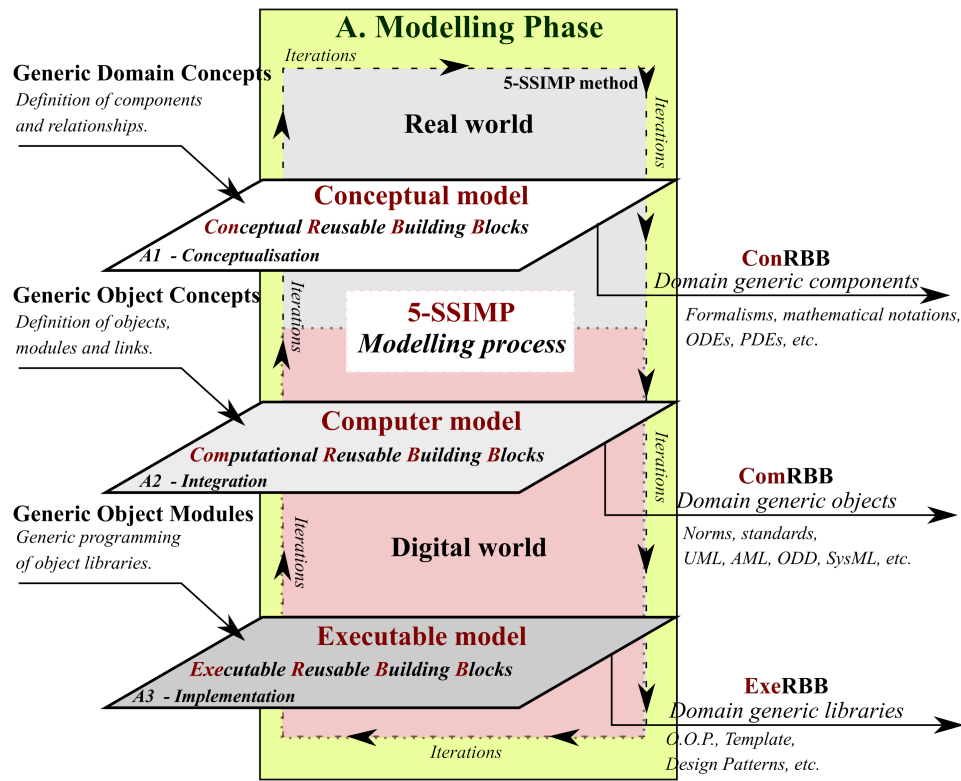 A. Modelling Phase
Iterations
5-SSIMP method
Iterations
Real world
Generic Domain Concepts
Definition of components
and relationships.
Conceptual model
Conceptual Reusable Building Blocks
A1 - Conceptualisation
ConRBB
Domain generic components
Formalisms, mathematical notations,
ODEs, PDEs, etc.
Generic Object Concepts
Definition of objects,
modules and links.
Iterations
5-SSIMP
Modelling process
Computer model
Computational Reusable Building Blocks
A2 - Integration
Iterations
ComRBB
Domain generic objects
Norms, standards,
UML, AML, ODD, SysML, etc.
Generic Object Modules
Generic programming
of object libraries.
Iterations
Digital world
Executable model
Executable Reusable Building Blocks
A3 - Implementation
ExeRBB
Domain generic libraries
O.O.P., Template,
Design Patterns, etc.
Iterations